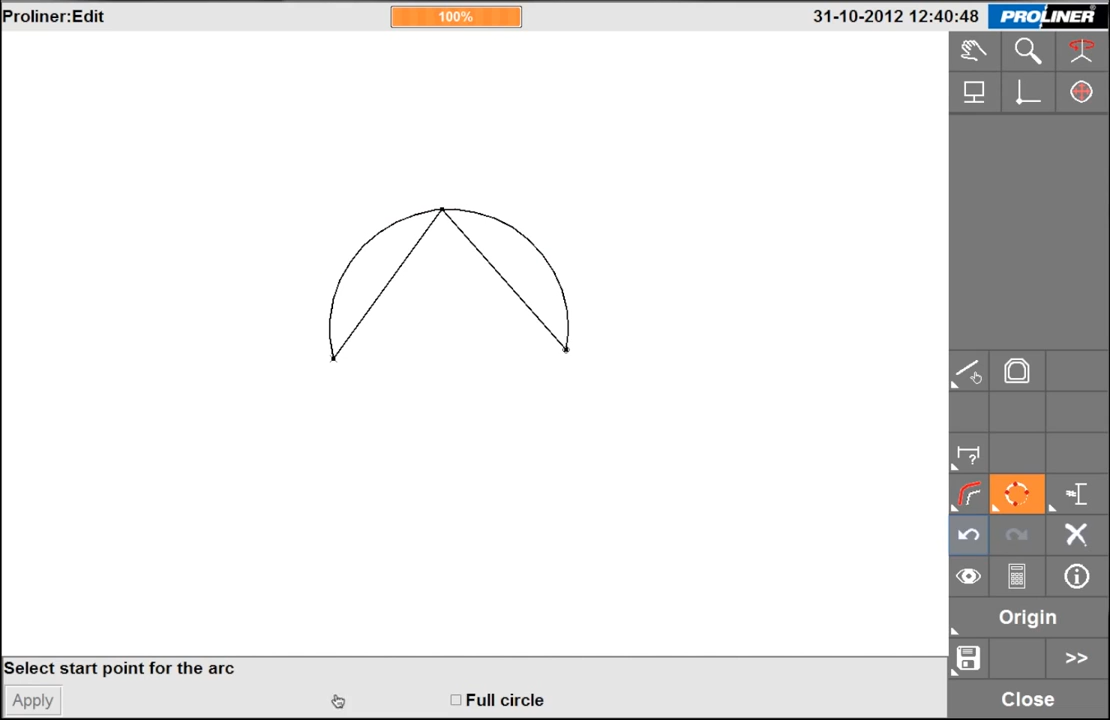 Proliner:Edit
100%
31-10-2012 12:40:48
PROLINER
Origin
>>
Select start point for the arc
Apply
Full circle
Close